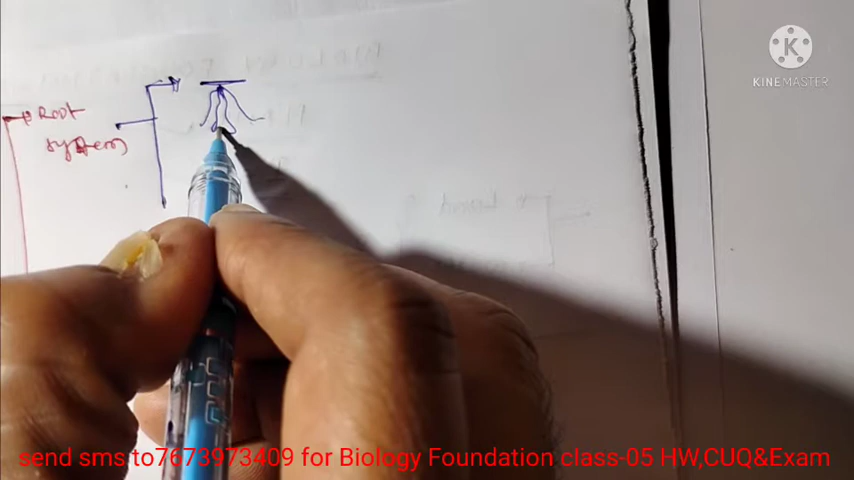 KINEMASTER
Root
system
send sms to7673973409 for Biology Foundation class-05 HW,CUQ&Exam